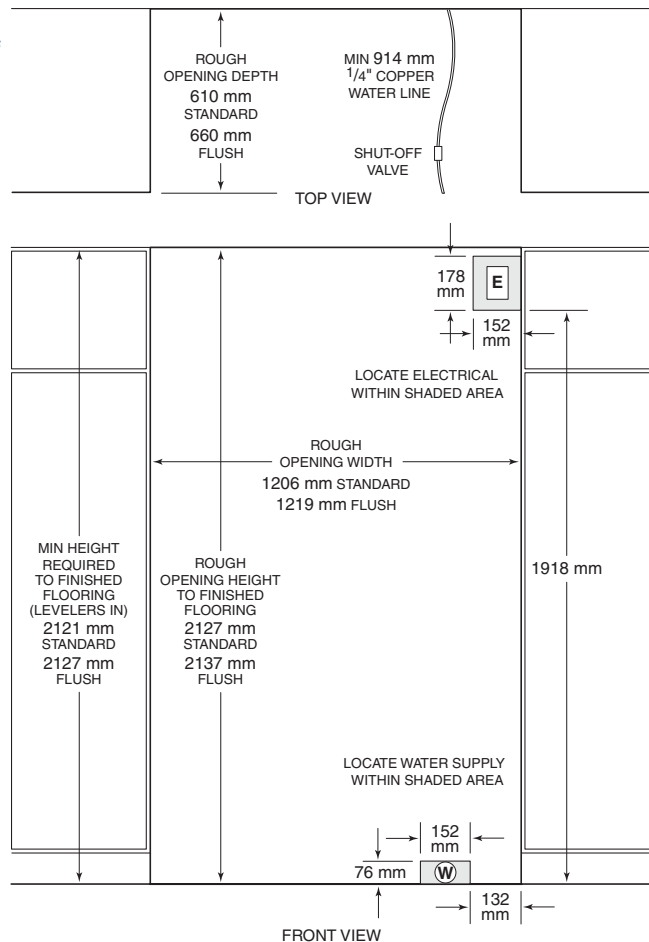 ROUGH
OPENING DEPTH
610 mm
STANDARD
660 mm
FLUSH
MIN 914 mm
1/4" COPPER
WATER LINE
SHUT-OFF
VALVE
TOP VIEW
178
mm
E
152
mm
LOCATE ELECTRICAL
WITHIN SHADED AREA
ROUGH
OPENING WIDTH
1206 mm STANDARD
1219 mm FLUSH
MIN HEIGHT
REQUIRED
TO FINISHED
FLOORING
(LEVELERS IN)
2121 mm
STANDARD
2127 mm
FLUSH
ROUGH
OPENING HEIGHT
TO FINISHED
FLOORING
2127 mm
STANDARD
2137 mm
FLUSH
1918 mm
LOCATE WATER SUPPLY
WITHIN SHADED AREA
152
mm
76 mm
W
132
mm
FRONT VIEW